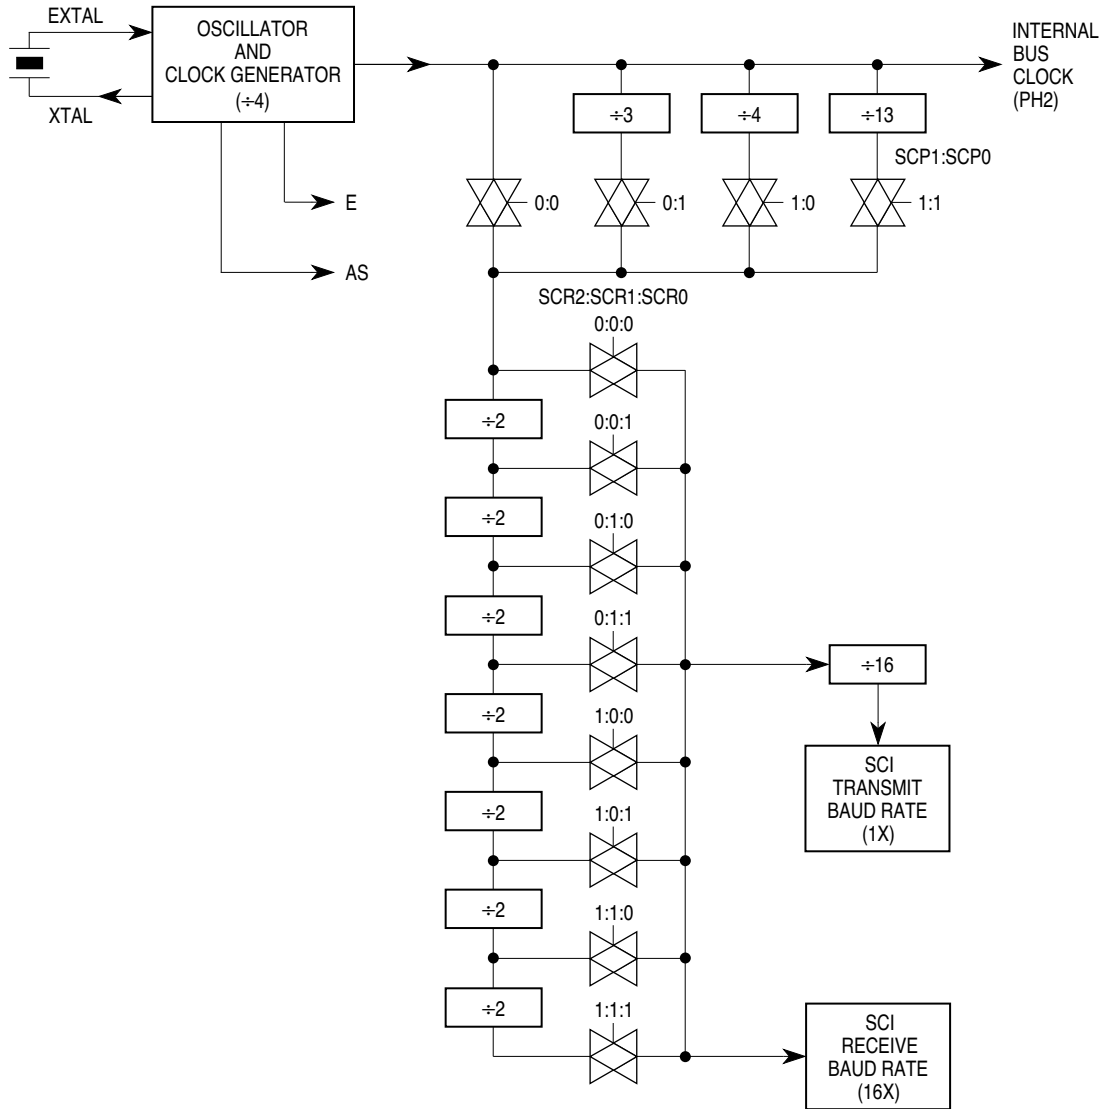 EXTAL
XTAL
OSCILLATOR
AND
CLOCK GENERATOR
(÷4)
INTERNAL
BUS
CLOCK
(PH2)
÷3
÷4
÷13
SCP1:SCP0
0:0
0:1
1:0
1:1
E
AS
SCR2:SCR1:SCR0
0:0:0
÷2
0:0:1
÷2
0:1:0
÷2
0:1:1
÷16
÷2
1:0:0
SCI
TRANSMIT
BAUD RATE
(1X)
÷2
1:0:1
÷2
1:1:0
÷2
1:1:1
SCI
RECEIVE
BAUD RATE
(16X)